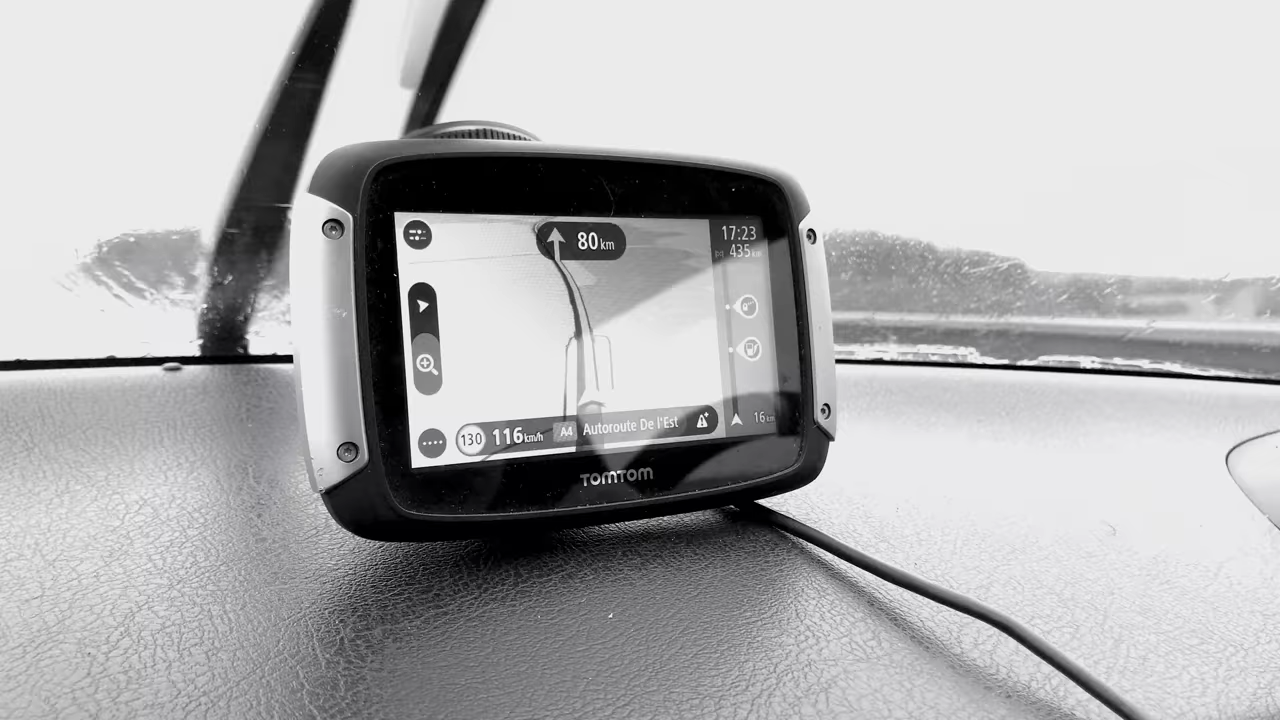 80 km
17:23
435 km
130
116 km/h
A4
Autoroute De l'Est
16 km
TOMTOM